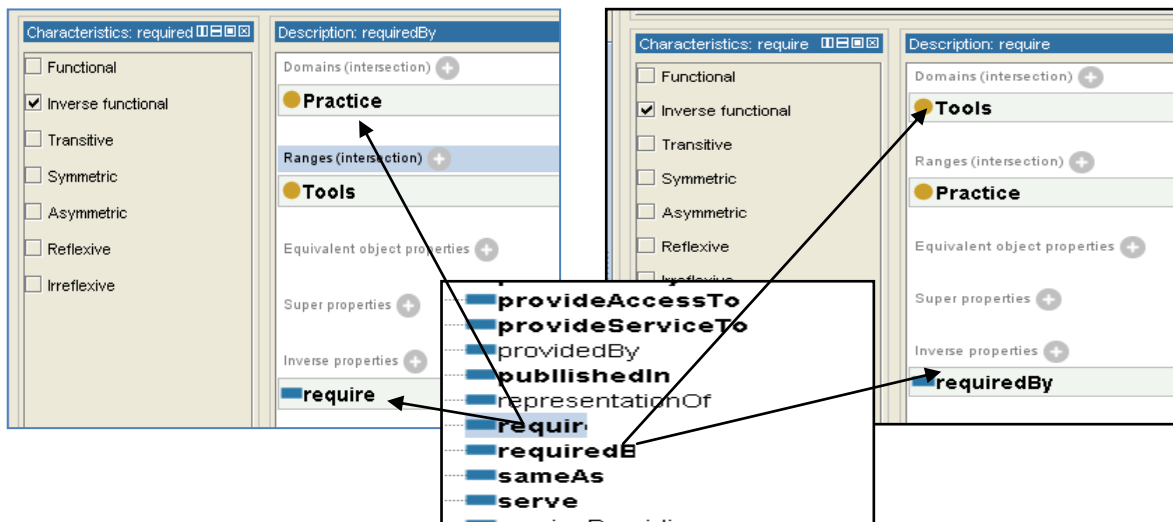 Characteristics: required
Functional
Inverse functional
Transitive
Symmetric
Asymmetric
Reflexive
Irreflexive
Description: requiredBy
Domains (intersection)
Practice
Ranges (intersection)
Tools
Equivalent object properties
Super properties
Inverse properties
require
Characteristics: require
Functional
Inverse functional
Transitive
Symmetric
Asymmetric
Reflexive
Description: require
Domains (intersection)
Tools
Ranges (intersection)
Practice
Equivalent object properties
Super properties
Inverse properties
requiredBy
provideAccessTo
provideServiceTo
providedBy
publlishedIn
representationOf
requir
requiredB
sameAs
serve